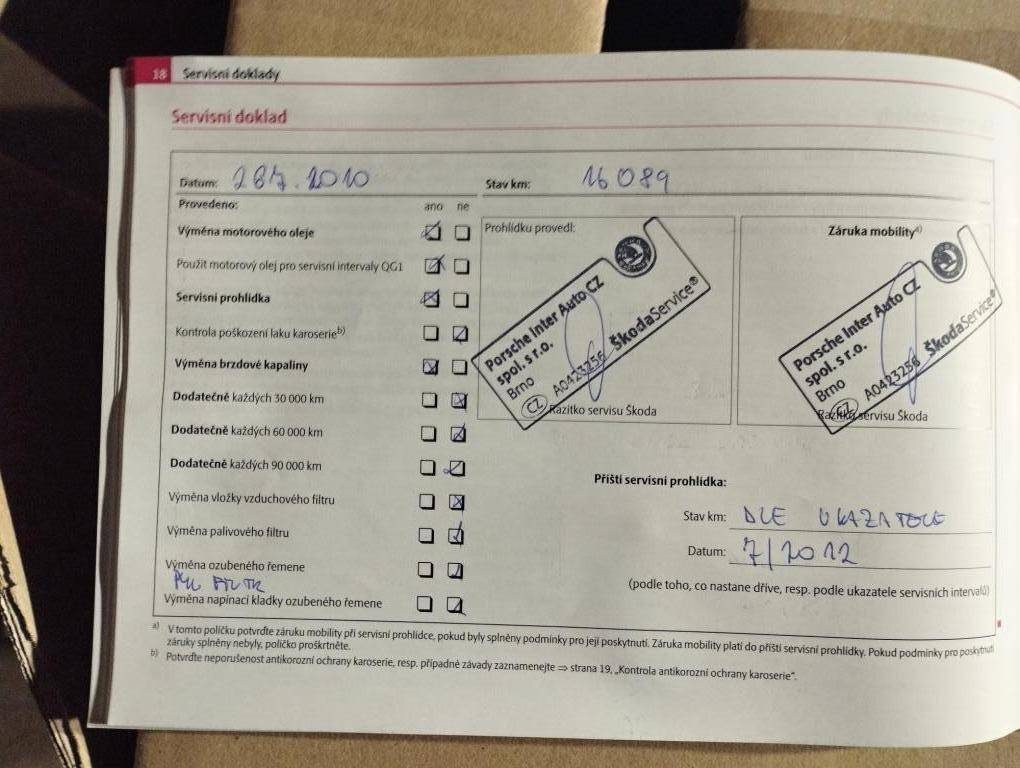 18 Servisní doklady
Servisní doklad
Datum: 287.2010 Stav km: 16 089
Provedeno: ano ne
Výměna motorového oleje
Použit motorový olej pro servisní intervaly QG1
Servisní prohlídka
Kontrola poškození laku karoserie b)
Výměna brzdové kapaliny
Dodatečně každých 30 000 km
Dodatečně každých 60 000 km
Dodatečně každých 90 000 km
Výměna vložky vzduchového filtru
Výměna palivového filtru
Výměna ozubeného řemene
Výměna napínací kladky ozubeného řemene
Prohlídku provedl:
Porsche Inter Auto CZ
spol. s r.o.
Brno
CZ A0423256 ŠkodaService®
Razítko servisu Škoda
Záruka mobility a)
Porsche Inter Auto CZ
spol. s r.o.
Brno
CZ A0423256 ŠkodaService®
Razítko servisu Škoda
Příští servisní prohlídka:
Stav km: DLE UKAZATELE
Datum: 7/2012
(podle toho, co nastane dříve, resp. podle ukazatele servisních intervalů)
a) V tomto políčku potvrďte záruku mobility při servisní prohlídce, pokud byly splněny podmínky pro její poskytnutí. Záruka mobility platí do příští servisní prohlídky. Pokud podmínky pro poskytnutí
záruky splněny nebyly, políčko proškrtněte.
b) Potvrďte neporušenost antikorozní ochrany karoserie, resp. případné závady zaznamenejte ⇒ strana 19, „Kontrola antikorozní ochrany karoserie“.